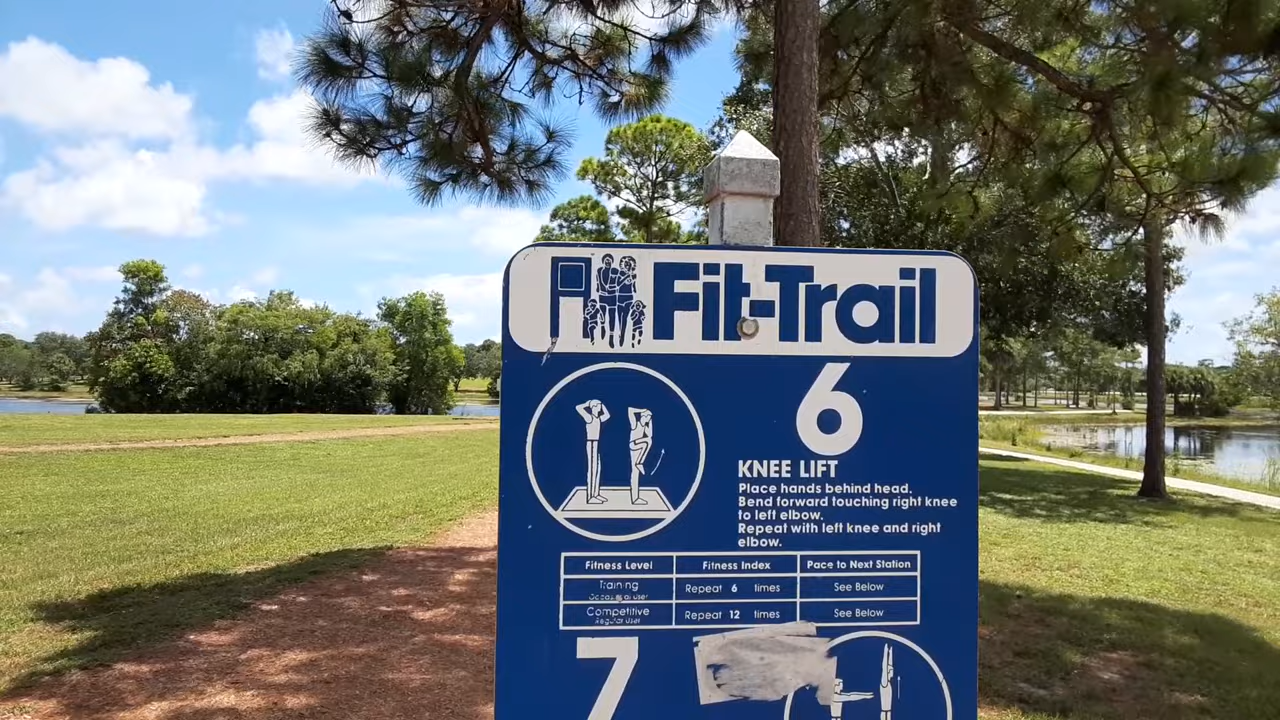 Fit-Trail
6
KNEE LIFT
Place hands behind head.
Bend forward touching right knee
to left elbow.
Repeat with left knee and right
elbow.
Fitness Level Fitness Index Pace to Next Station
Training Repeat 6 times See Below
Occasional User
Competitive Repeat 12 times See Below
Regular User
7